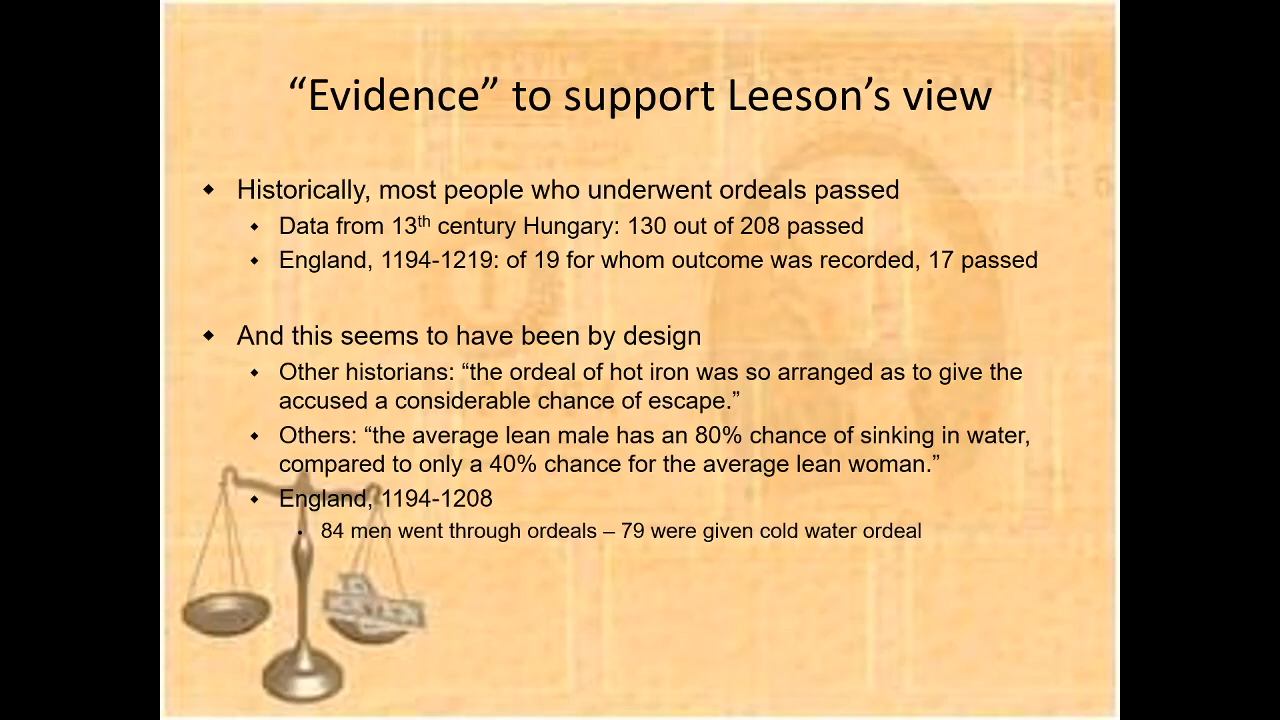 “Evidence” to support Leeson’s view
Historically, most people who underwent ordeals passed
Data from 13th century Hungary: 130 out of 208 passed
England, 1194-1219: of 19 for whom outcome was recorded, 17 passed
And this seems to have been by design
Other historians: “the ordeal of hot iron was so arranged as to give the
accused a considerable chance of escape.”
Others: “the average lean male has an 80% chance of sinking in water,
compared to only a 40% chance for the average lean woman.”
England, 1194-1208
84 men went through ordeals – 79 were given cold water ordeal